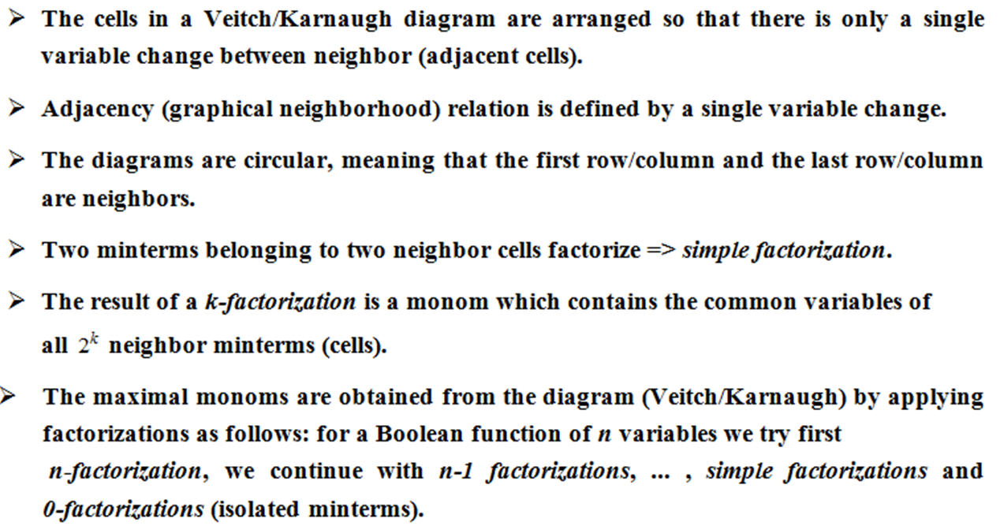 ➢ The cells in a Veitch/Karnaugh diagram are arranged so that there is only a single
variable change between neighbor (adjacent cells).
➢ Adjacency (graphical neighborhood) relation is defined by a single variable change.
➢ The diagrams are circular, meaning that the first row/column and the last row/column
are neighbors.
➢ Two minterms belonging to two neighbor cells factorize => simple factorization.
➢ The result of a k-factorization is a monom which contains the common variables of
all 2^k neighbor minterms (cells).
➢ The maximal monoms are obtained from the diagram (Veitch/Karnaugh) by applying
factorizations as follows: for a Boolean function of n variables we try first
n-factorization, we continue with n-1 factorizations, ... , simple factorizations and
0-factorizations (isolated minterms).